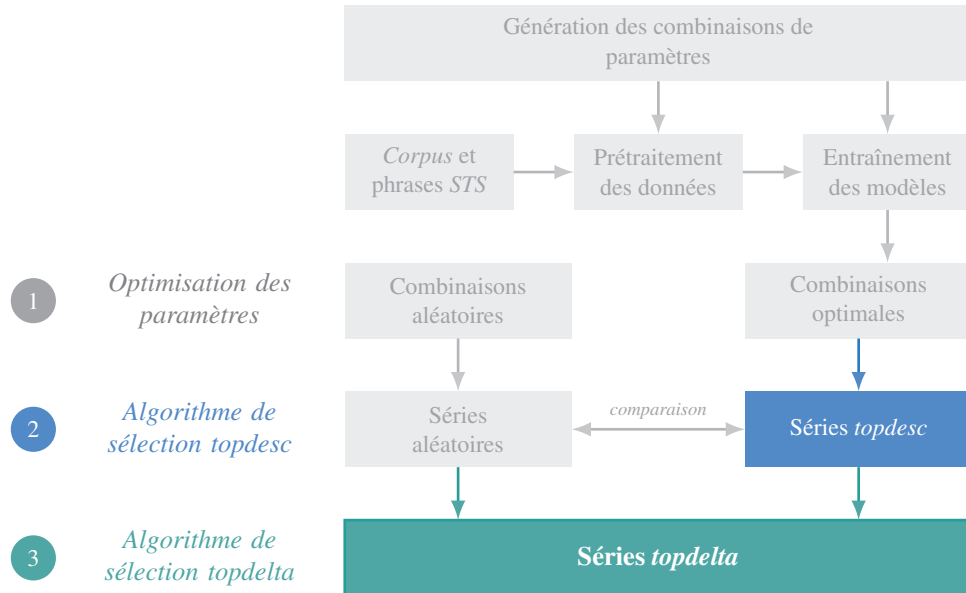 Génération des combinaisons de
paramètres
Corpus et
phrases STS
Prétraitement
des données
Entraînement
des modèles
1
Optimisation des
paramètres
Combinaisons
aléatoires
Combinaisons
optimales
2
Algorithme de
sélection topdesc
Séries
aléatoires
comparaison
Séries topdesc
3
Algorithme de
sélection topdelta
Séries topdelta